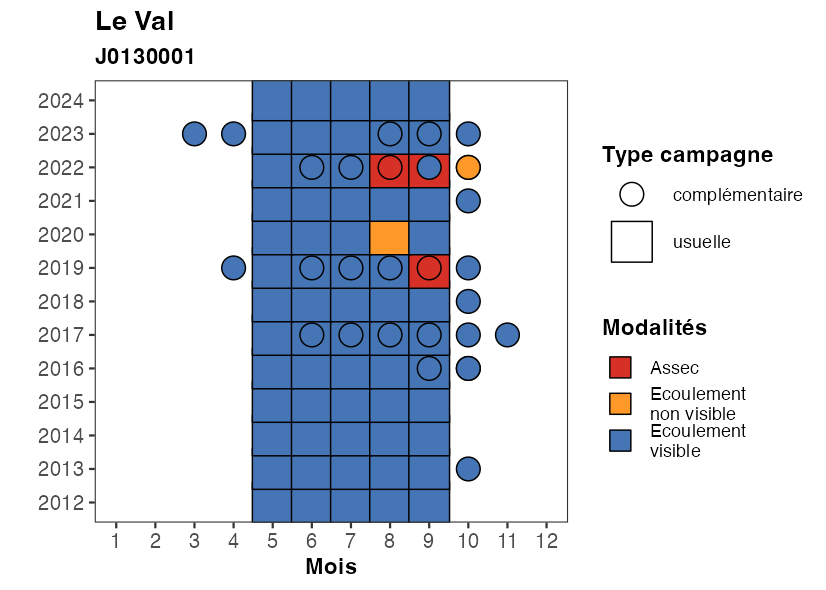 Le Val
J0130001
2024
2023
2022
2021
2020
2019
2018
2017
2016
2015
2014
2013
2012
1 2 3 4 5 6 7 8 9 10 11 12
Mois
Type campagne
complémentaire
usuelle
Modalités
Assec
Ecoulement
non visible
Ecoulement
visible